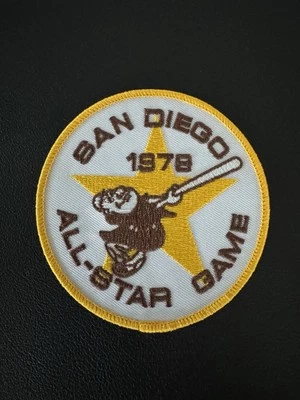 SAN DIEGO
1978
ALL-STAR GAME